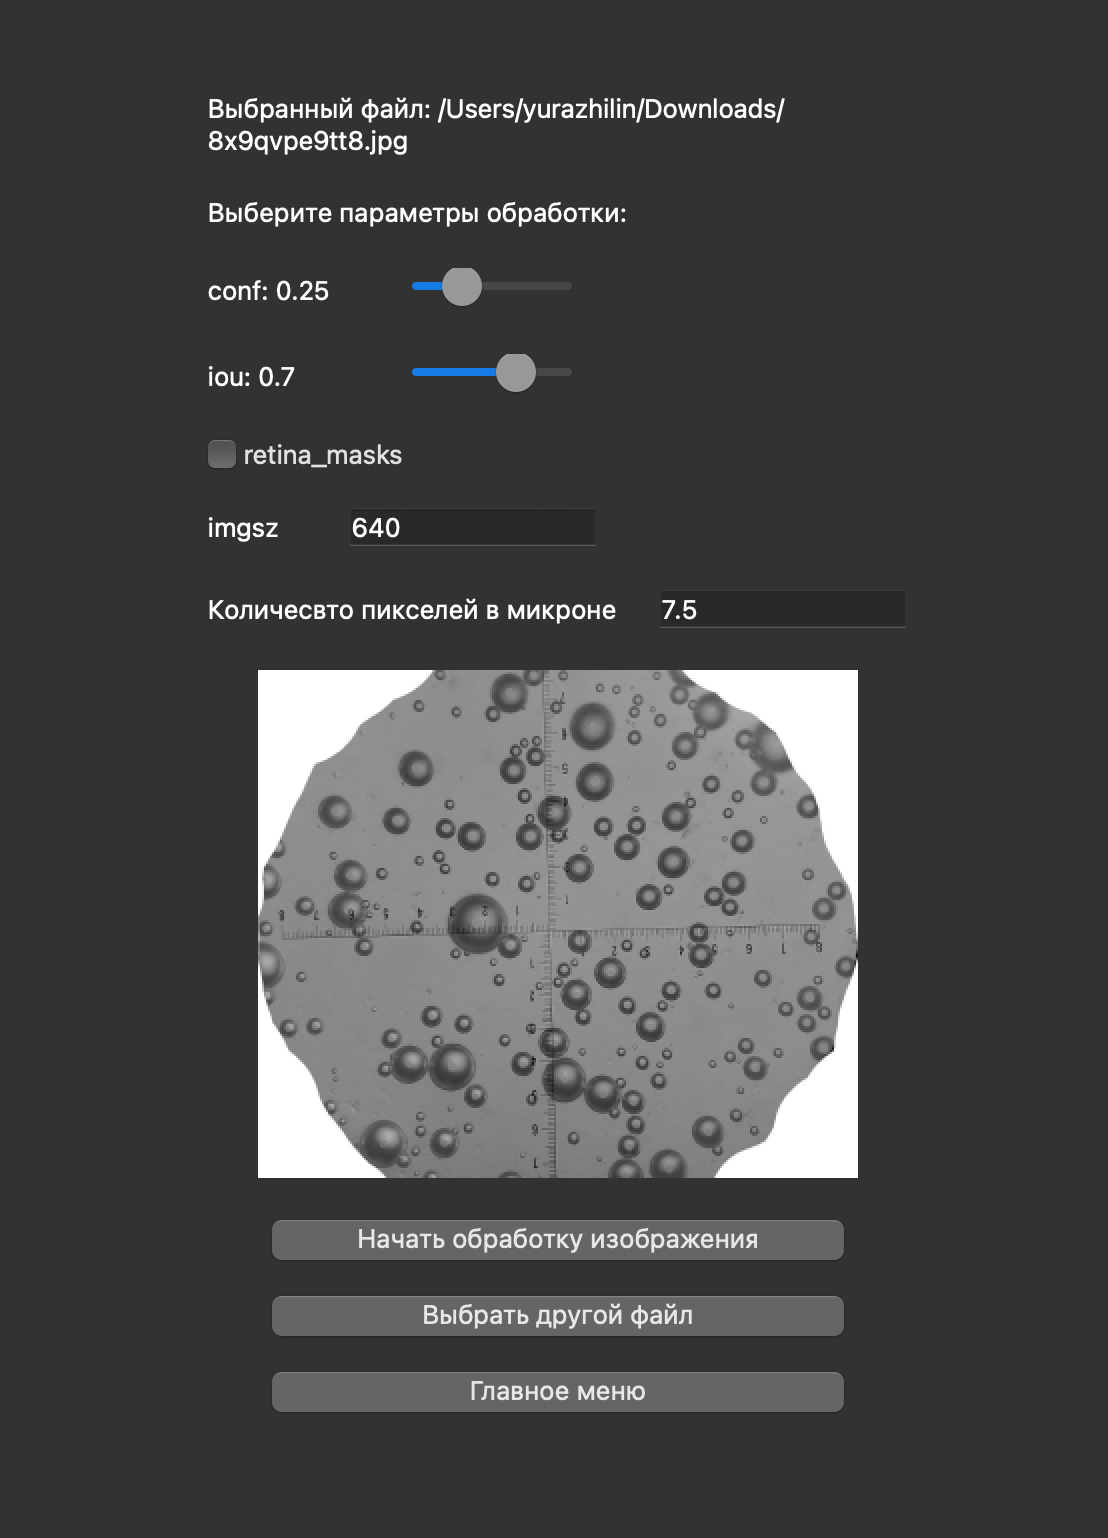 Выбранный файл: /Users/yurazhilin/Downloads/
8x9qvpe9tt8.jpg
Выберите параметры обработки:
conf: 0.25
iou: 0.7
retina_masks
imgsz 640
Количесвто пикселей в микроне 7.5
Начать обработку изображения
Выбрать другой файл
Главное меню